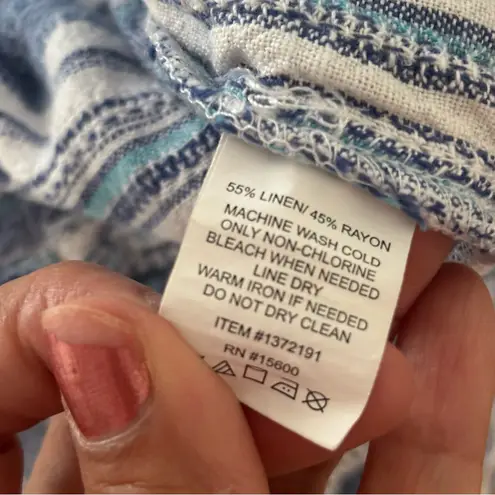 55% LINEN/ 45% RAYON
MACHINE WASH COLD
ONLY NON-CHLORINE
BLEACH WHEN NEEDED
LINE DRY
WARM IRON IF NEEDED
DO NOT DRY CLEAN
ITEM #1372191
RN #15600